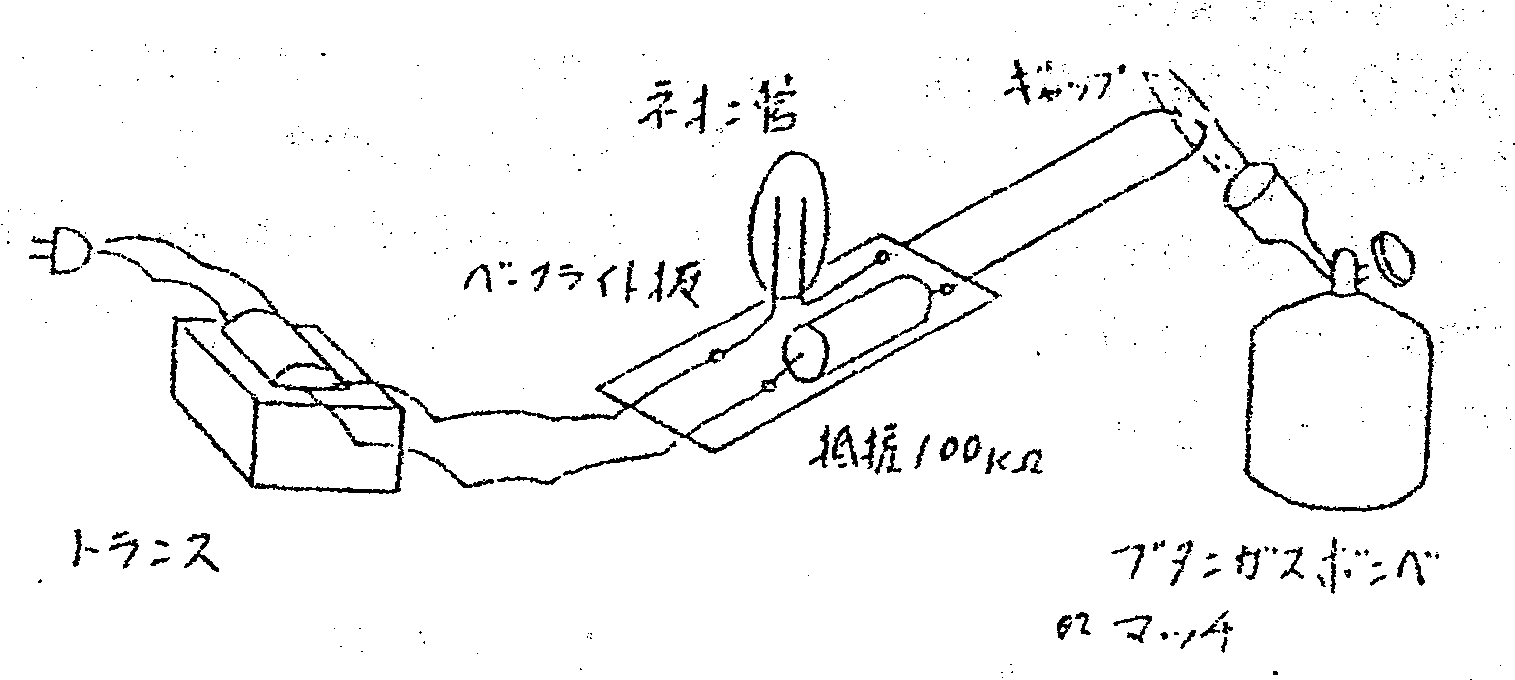 ギャップ
ネオン管
ベークライト板
抵抗100KΩ
トランス
ブタンガスボンベ
マッチ